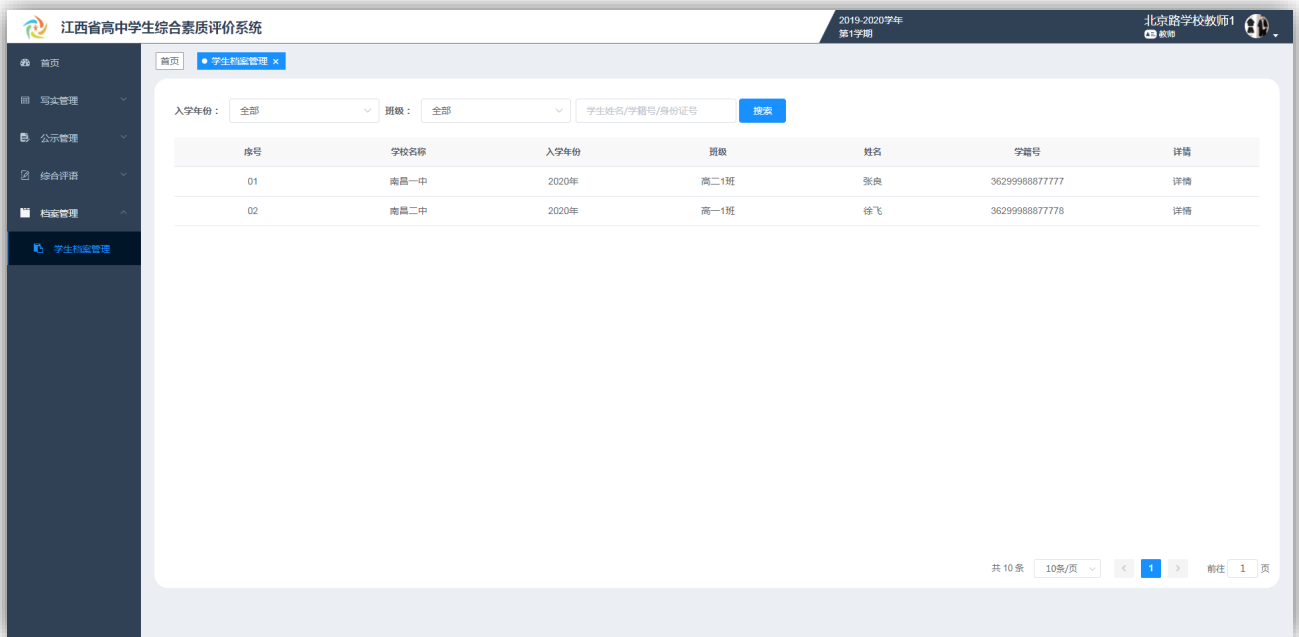 江西省高中学生综合素质评价系统
2019-2020学年
第1学期
北京路学校教师1
教师
首页
写实管理
公示管理
综合评语
档案管理
学生档案管理
首页 学生档案管理 ×
入学年份： 全部 班级： 全部 学生姓名/学籍号/身份证号 搜索
序号 学校名称 入学年份 班级 姓名 学籍号 详情
01 南昌一中 2020年 高二1班 张良 36299988877777 详情
02 南昌二中 2020年 高一1班 徐飞 36299988877778 详情
共 10 条 10条/页 < 1 > 前往 1 页